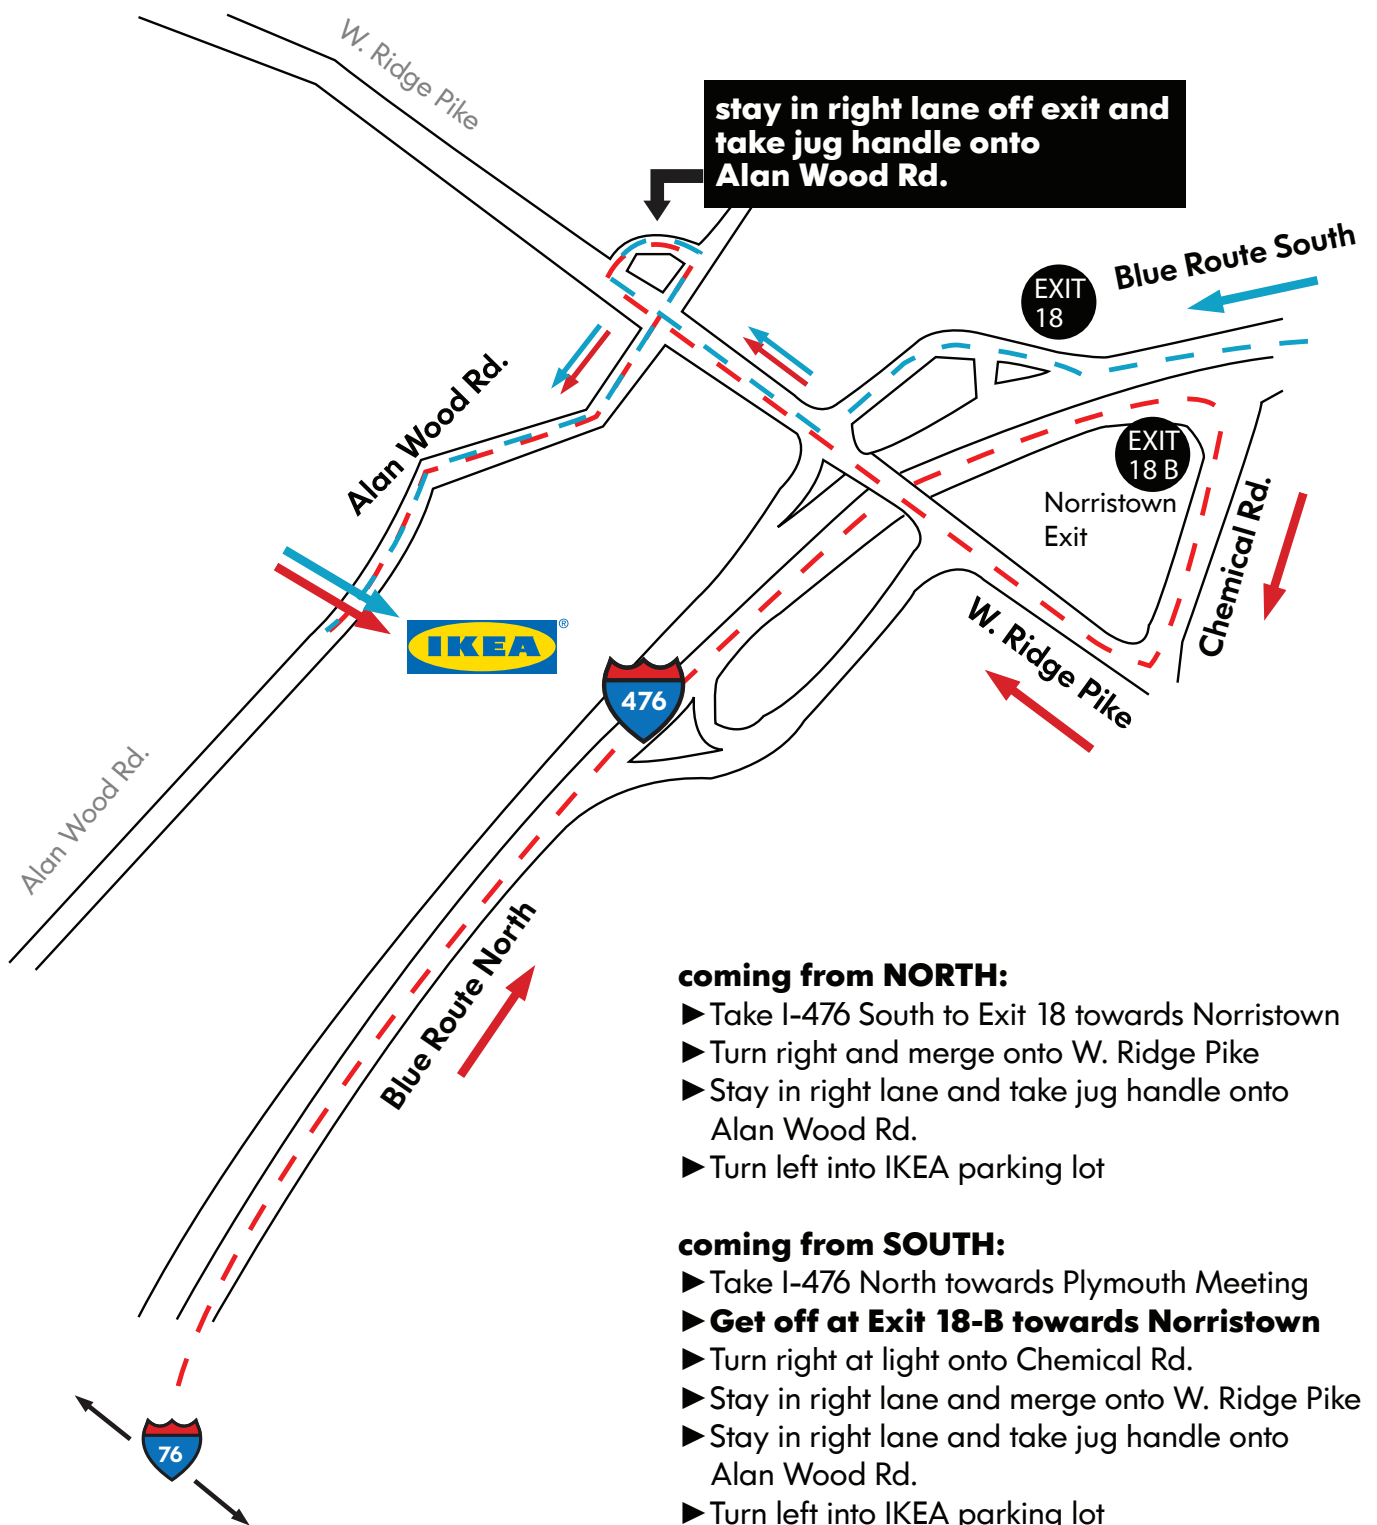 W. Ridge Pike
stay in right lane off exit and
take jug handle onto
Alan Wood Rd.
Blue Route South
EXIT
18
Alan Wood Rd.
EXIT
18 B
Norristown
Exit
Chemical Rd.
W. Ridge Pike
IKEA ®
476
Alan Wood Rd.
Blue Route North
76
coming from NORTH:
►Take I-476 South to Exit 18 towards Norristown
►Turn right and merge onto W. Ridge Pike
►Stay in right lane and take jug handle onto
Alan Wood Rd.
►Turn left into IKEA parking lot
coming from SOUTH:
►Take I-476 North towards Plymouth Meeting
►Get off at Exit 18-B towards Norristown
►Turn right at light onto Chemical Rd.
►Stay in right lane and merge onto W. Ridge Pike
►Stay in right lane and take jug handle onto
Alan Wood Rd.
►Turn left into IKEA parking lot